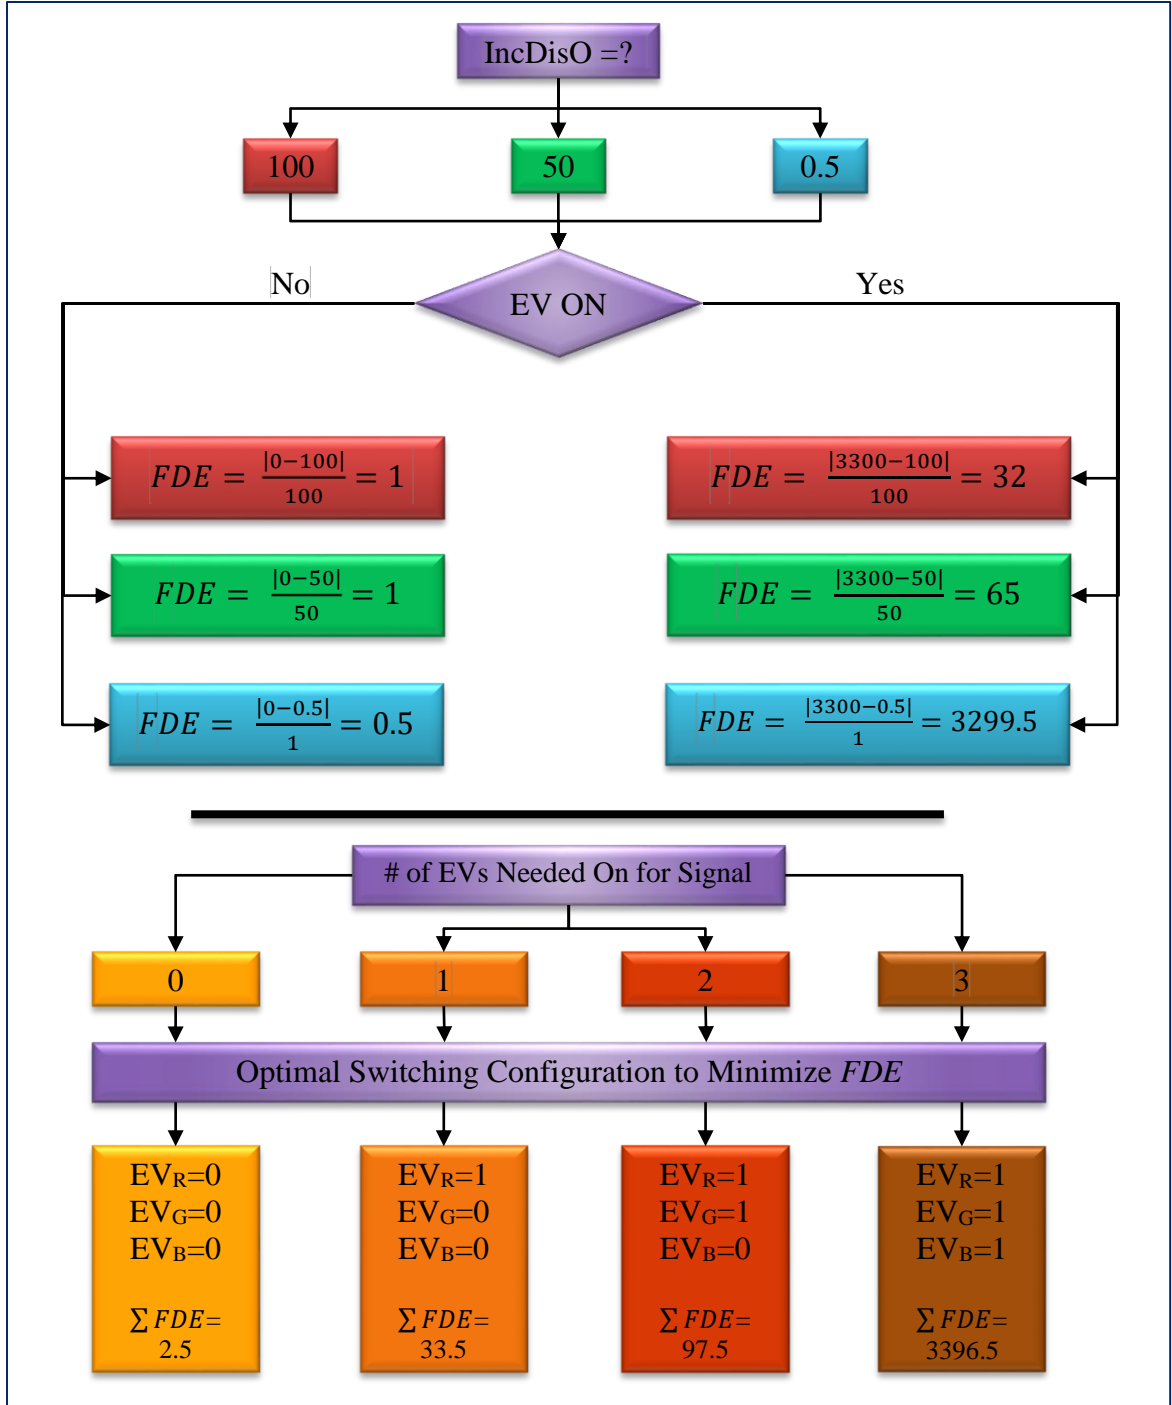 IncDisO =?
100
50
0.5
No
Yes
EV ON
FDE = |0−100| / 100 = 1
FDE = |3300−100| / 100 = 32
FDE = |0−50| / 50 = 1
FDE = |3300−50| / 50 = 65
FDE = |0−0.5| / 1 = 0.5
FDE = |3300−0.5| / 1 = 3299.5
# of EVs Needed On for Signal
0
1
2
3
Optimal Switching Configuration to Minimize FDE
EVR=0
EVG=0
EVB=0
∑ FDE=
2.5
EVR=1
EVG=0
EVB=0
∑ FDE=
33.5
EVR=1
EVG=1
EVB=0
∑ FDE=
97.5
EVR=1
EVG=1
EVB=1
∑ FDE=
3396.5